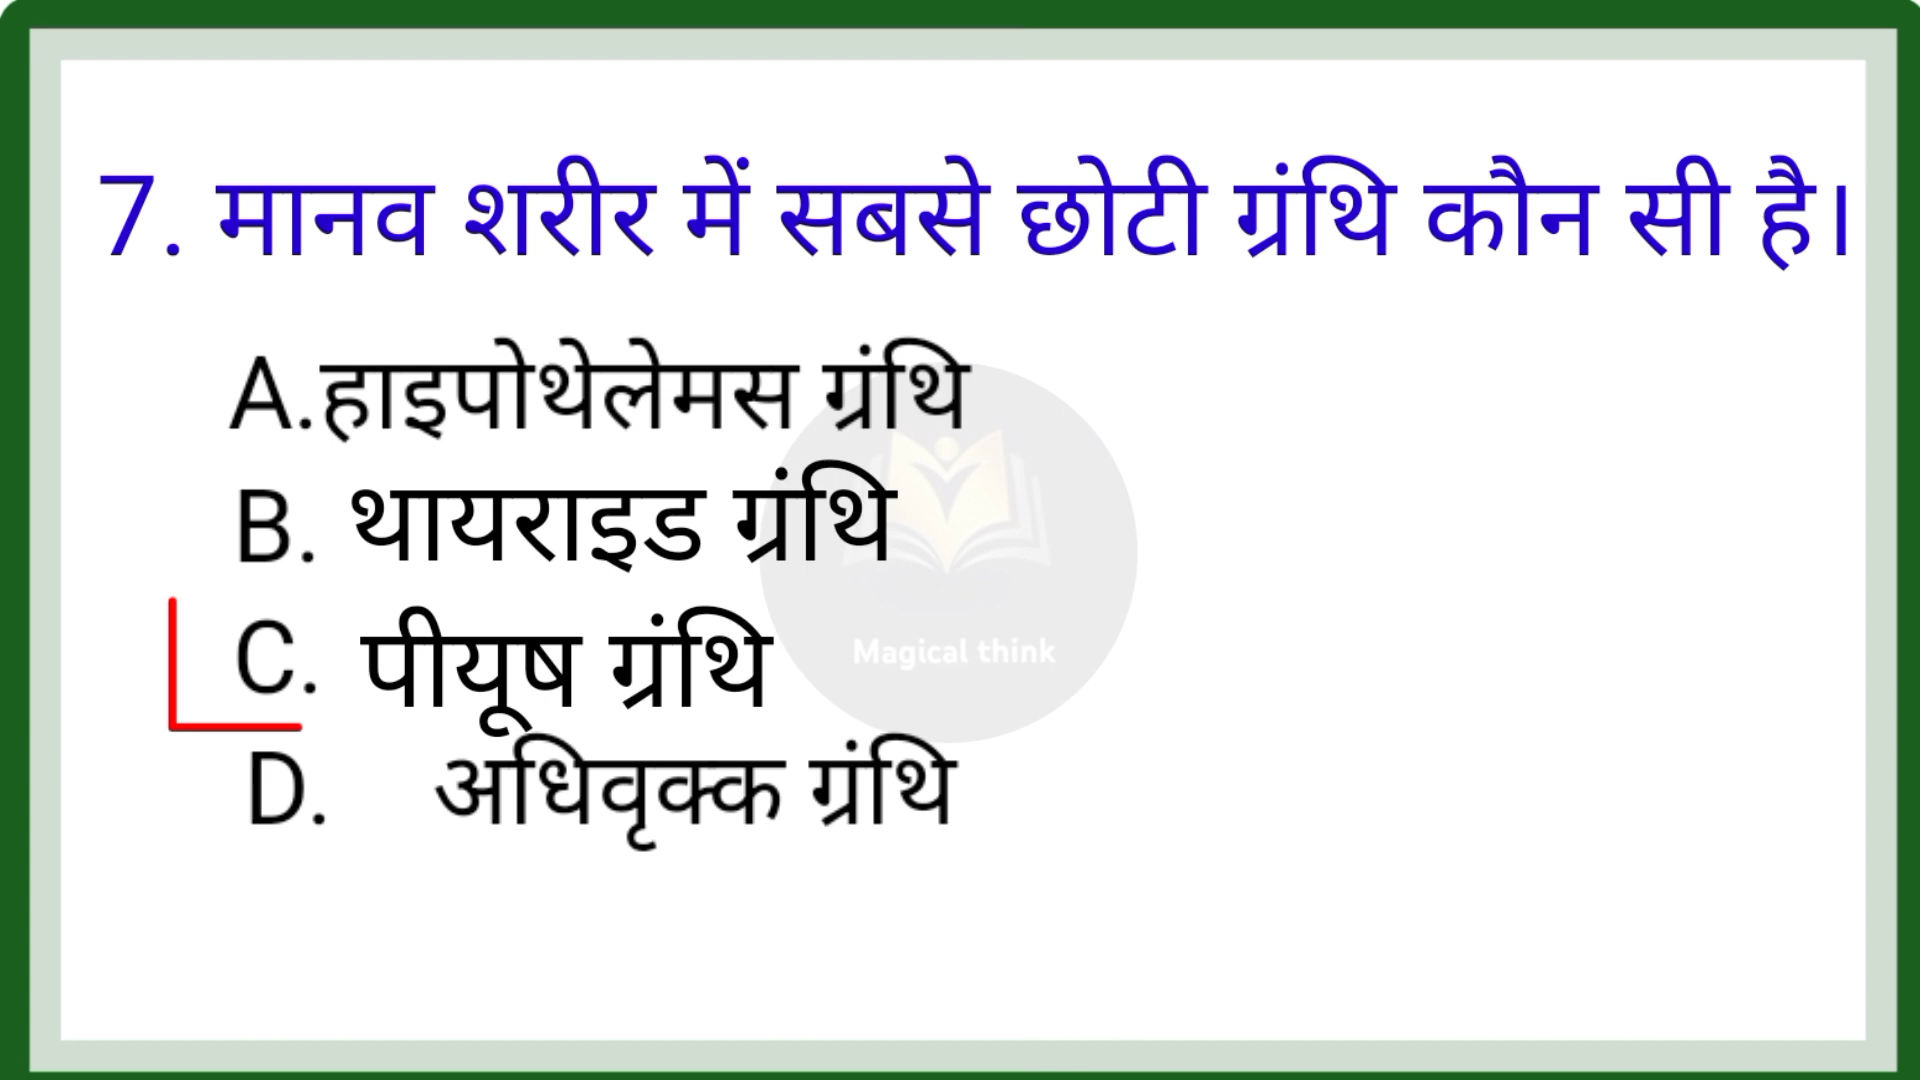 7. मानव शरीर में सबसे छोटी ग्रंथि कौन सी है।
A.हाइपोथेलेमस ग्रंथि
B. थायराइड ग्रंथि
C. पीयूष ग्रंथि
Magical think
D. अधिवृक्क ग्रंथि